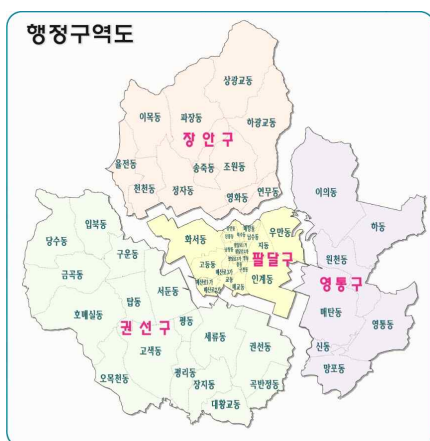 행정구역도
상광교동
이목동
파장동
하광교동
장안구
율전동
송죽동
조원동
천천동
정자동
영화동
연무동
이의동
하동
입북동
당수동
구운동
화서동
우만동
지동
원천동
금곡동
고등동
팔달구
인계동
영통구
서둔동
탑동
호매실동
매탄동
권선구
평동
세류동
영통동
고색동
권선동
신동
오목천동
평리동
장지동
곡반정동
망포동
대황교동